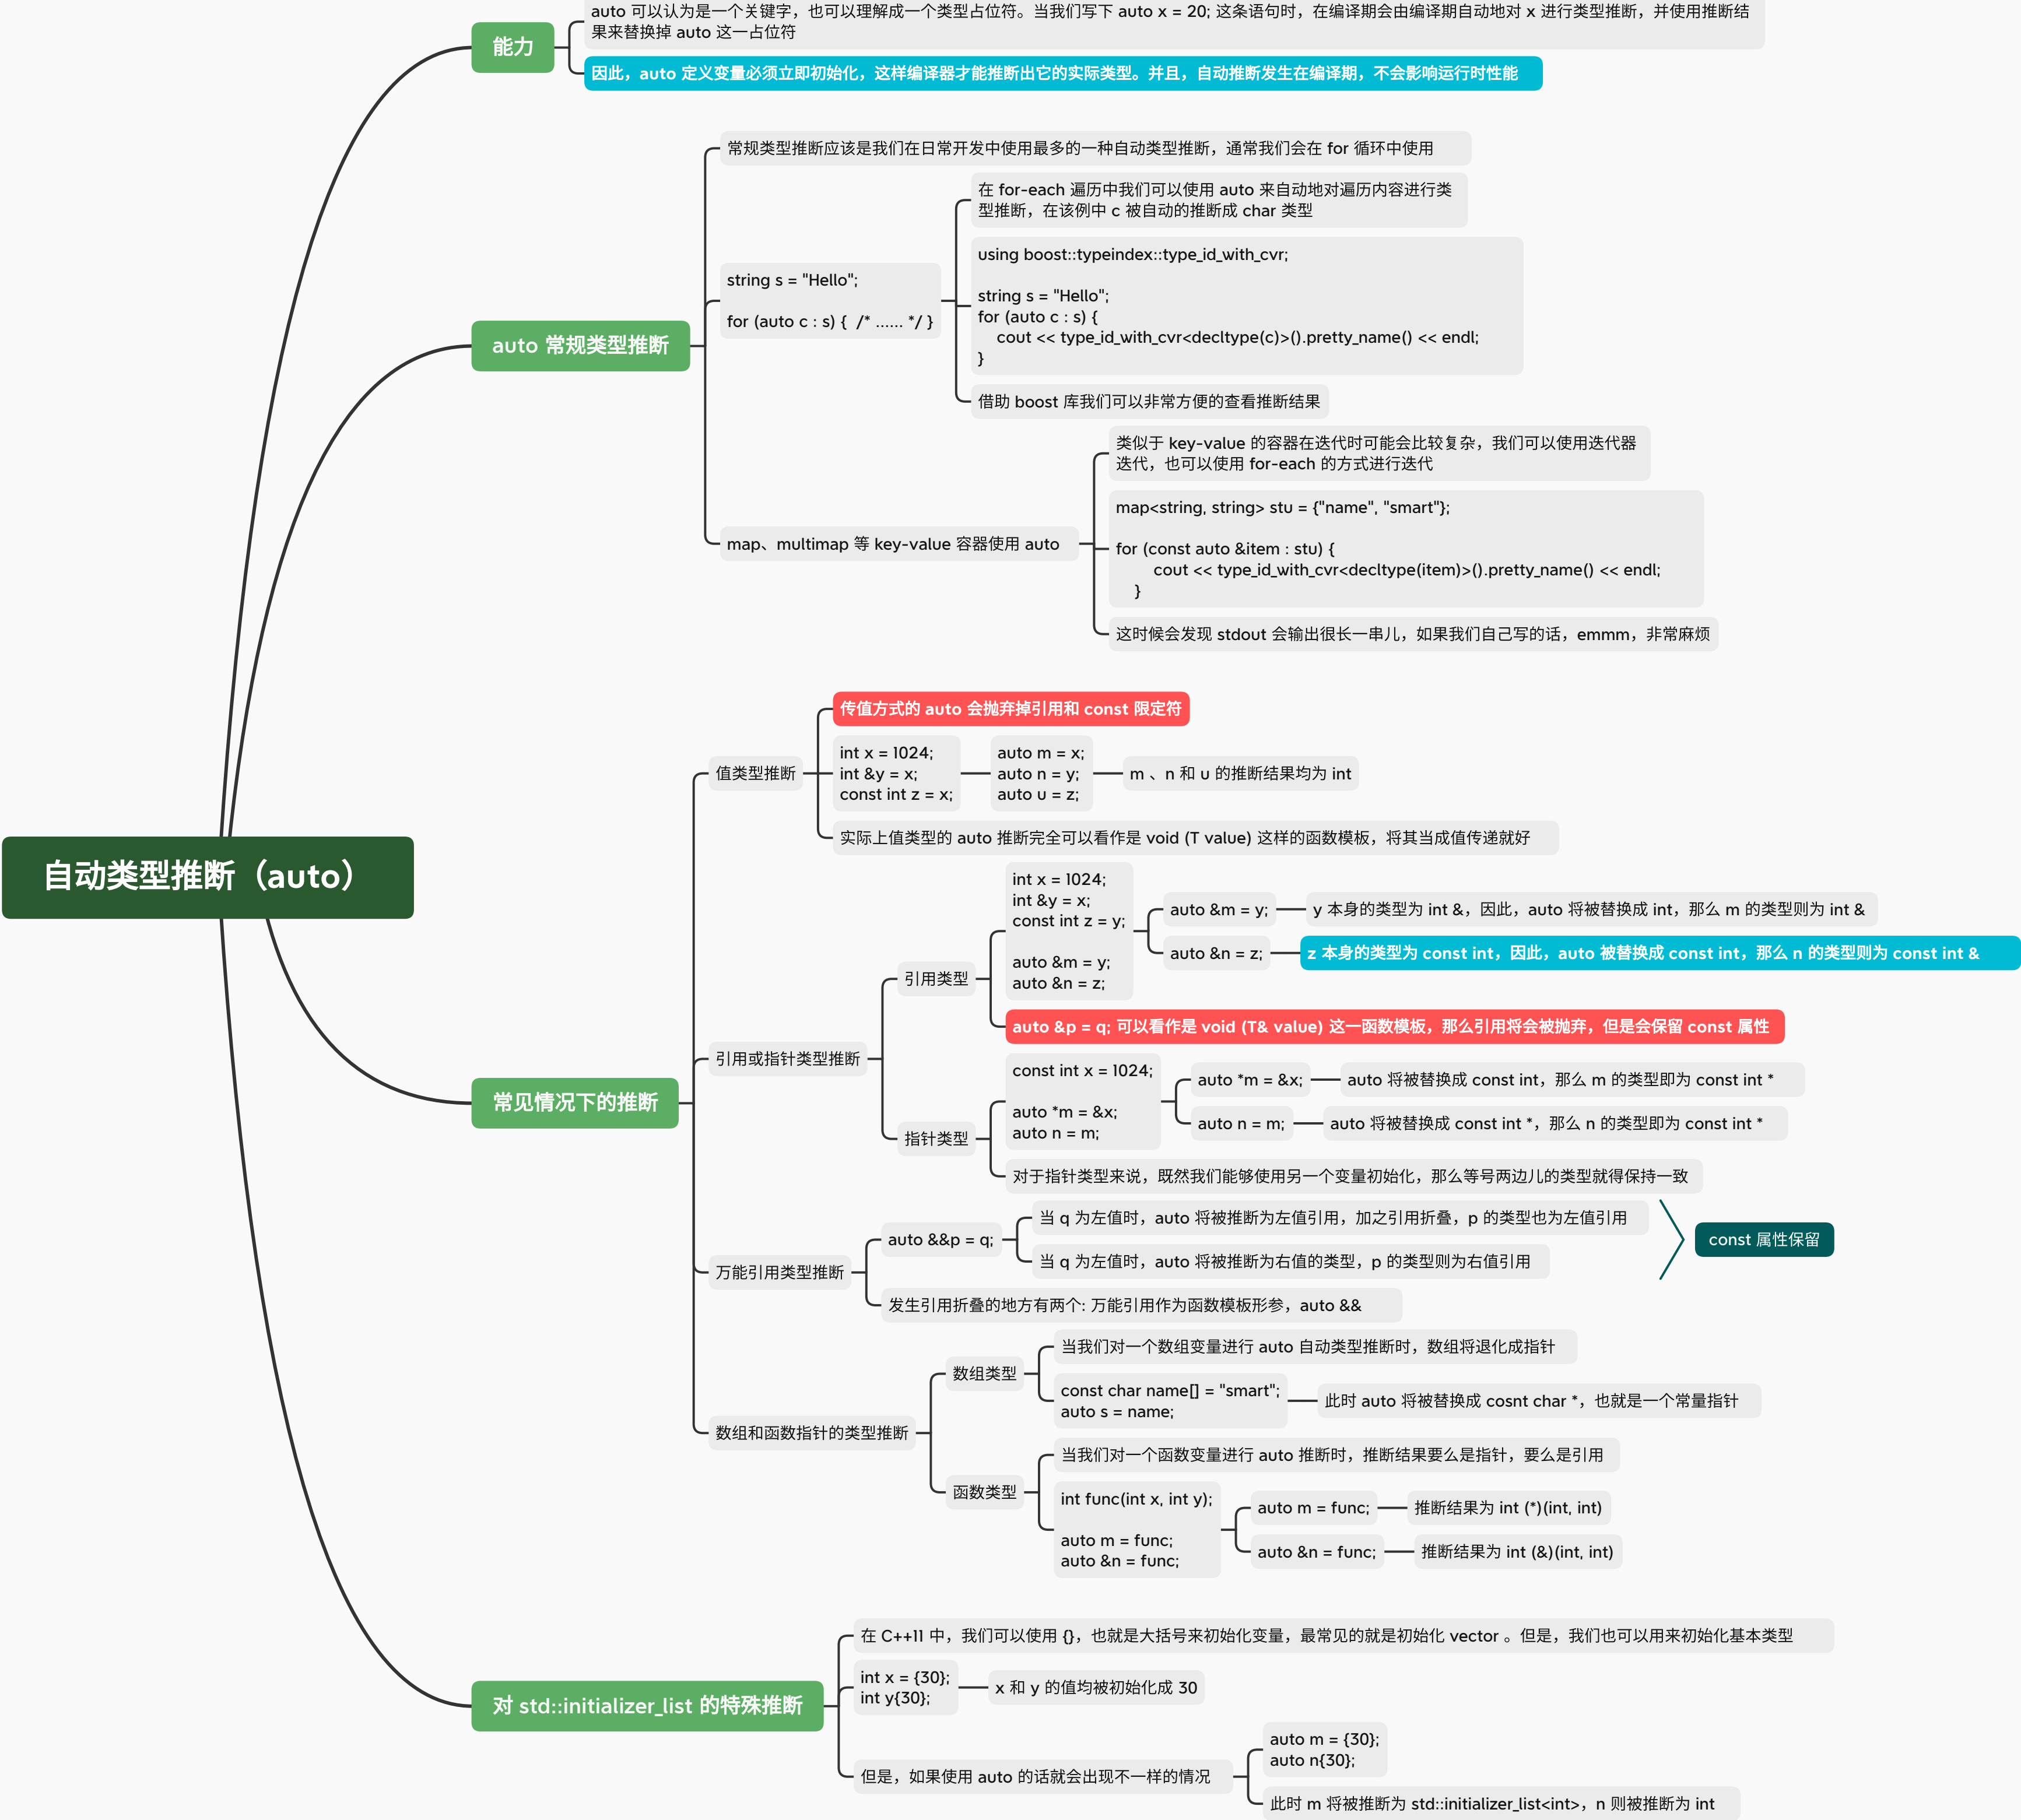 自动类型推断（auto）
能力
auto 可以认为是一个关键字，也可以理解成一个类型占位符。当我们写下 auto x = 20; 这条语句时，在编译期会由编译期自动地对 x 进行类型推断，并使用推断结
果来替换掉 auto 这一占位符
因此，auto 定义变量必须立即初始化，这样编译器才能推断出它的实际类型。并且，自动推断发生在编译期，不会影响运行时性能
auto 常规类型推断
常规类型推断应该是我们在日常开发中使用最多的一种自动类型推断，通常我们会在 for 循环中使用
string s = "Hello";
for (auto c : s) {  /* ...... */ }
在 for-each 遍历中我们可以使用 auto 来自动地对遍历内容进行类
型推断，在该例中 c 被自动的推断成 char 类型
using boost::typeindex::type_id_with_cvr;
string s = "Hello";
for (auto c : s) {
cout << type_id_with_cvr<decltype(c)>().pretty_name() << endl;
}
借助 boost 库我们可以非常方便的查看推断结果
map、multimap 等 key-value 容器使用 auto
类似于 key-value 的容器在迭代时可能会比较复杂，我们可以使用迭代器
迭代，也可以使用 for-each 的方式进行迭代
map<string, string> stu = {"name", "smart"};
for (const auto &item : stu) {
cout << type_id_with_cvr<decltype(item)>().pretty_name() << endl;
}
这时候会发现 stdout 会输出很长一串儿，如果我们自己写的话，emmm，非常麻烦
常见情况下的推断
值类型推断
传值方式的 auto 会抛弃掉引用和 const 限定符
int x = 1024;
int &y = x;
const int z = x;
auto m = x;
auto n = y;
auto u = z;
m 、n 和 u 的推断结果均为 int
实际上值类型的 auto 推断完全可以看作是 void (T value) 这样的函数模板，将其当成值传递就好
引用或指针类型推断
引用类型
int x = 1024;
int &y = x;
const int z = y;
auto &m = y;
auto &n = z;
auto &m = y;
y 本身的类型为 int &，因此，auto 将被替换成 int，那么 m 的类型则为 int &
auto &n = z;
z 本身的类型为 const int，因此，auto 被替换成 const int，那么 n 的类型则为 const int &
auto &p = q; 可以看作是 void (T& value) 这一函数模板，那么引用将会被抛弃，但是会保留 const 属性
指针类型
const int x = 1024;
auto *m = &x;
auto n = m;
auto *m = &x;
auto 将被替换成 const int，那么 m 的类型即为 const int *
auto n = m;
auto 将被替换成 const int *，那么 n 的类型即为 const int *
对于指针类型来说，既然我们能够使用另一个变量初始化，那么等号两边儿的类型就得保持一致
万能引用类型推断
auto &&p = q;
当 q 为左值时，auto 将被推断为左值引用，加之引用折叠，p 的类型也为左值引用
当 q 为左值时，auto 将被推断为右值的类型，p 的类型则为右值引用
const 属性保留
发生引用折叠的地方有两个: 万能引用作为函数模板形参，auto &&
数组和函数指针的类型推断
数组类型
当我们对一个数组变量进行 auto 自动类型推断时，数组将退化成指针
const char name[] = "smart";
auto s = name;
此时 auto 将被替换成 cosnt char *，也就是一个常量指针
函数类型
当我们对一个函数变量进行 auto 推断时，推断结果要么是指针，要么是引用
int func(int x, int y);
auto m = func;
auto &n = func;
auto m = func;
推断结果为 int (*)(int, int)
auto &n = func;
推断结果为 int (&)(int, int)
对 std::initializer_list 的特殊推断
在 C++11 中，我们可以使用 {}，也就是大括号来初始化变量，最常见的就是初始化 vector 。但是，我们也可以用来初始化基本类型
int x = {30};
int y{30};
x 和 y 的值均被初始化成 30
但是，如果使用 auto 的话就会出现不一样的情况
auto m = {30};
auto n{30};
此时 m 将被推断为 std::initializer_list<int>，n 则被推断为 int